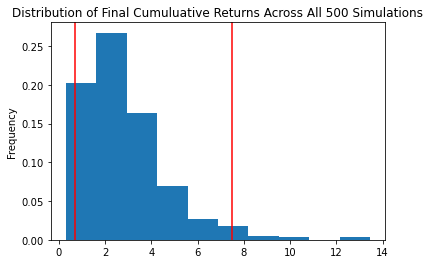 Distribution of Final Cumuluative Returns Across All 500 Simulations
Frequency
0.25
0.20
0.15
0.10
0.05
0.00
0 2 4 6 8 10 12 14